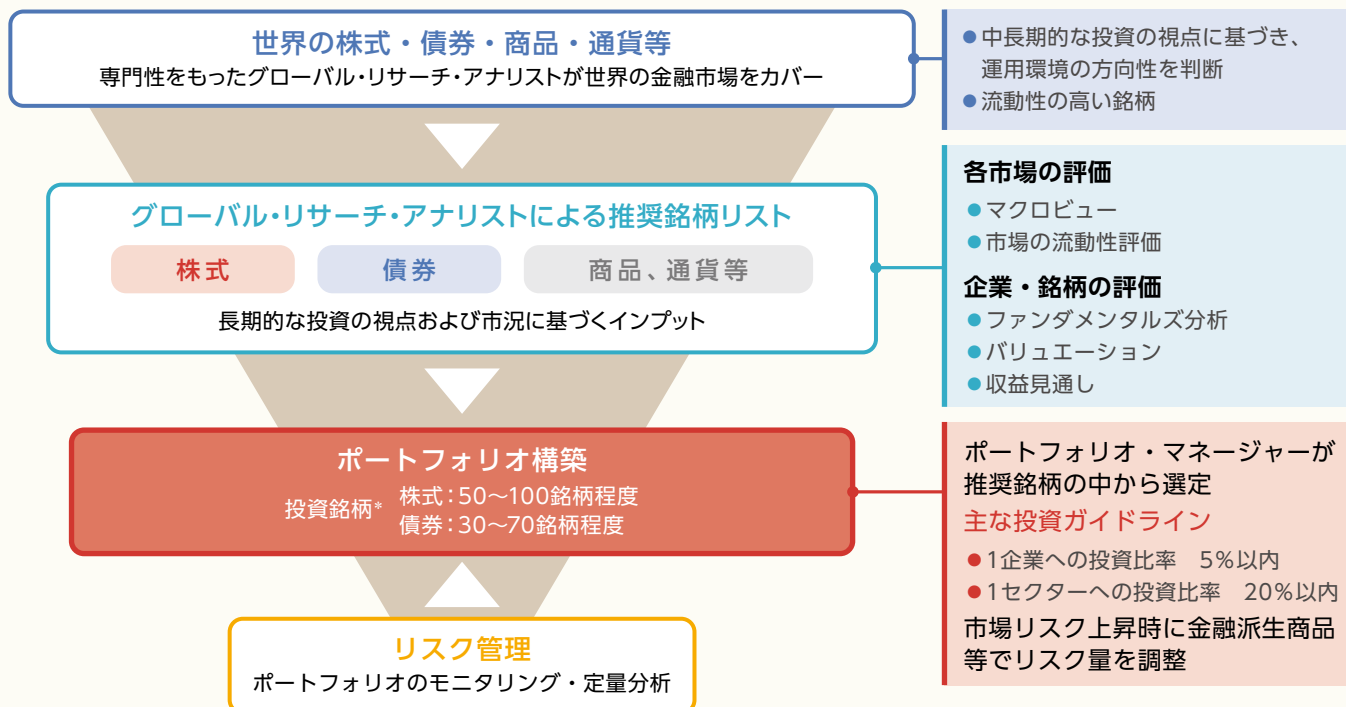 世界の株式・債券・商品・通貨等
専門性をもったグローバル・リサーチ・アナリストが世界の金融市場をカバー
●中長期的な投資の視点に基づき、
運用環境の方向性を判断
●流動性の高い銘柄
グローバル・リサーチ・アナリストによる推奨銘柄リスト
株式 債券 商品、通貨等
長期的な投資の視点および市況に基づくインプット
各市場の評価
●マクロビュー
●市場の流動性評価
企業・銘柄の評価
●ファンダメンタルズ分析
●バリュエーション
●収益見通し
ポートフォリオ構築
投資銘柄*
株式：50～100銘柄程度
債券：30～70銘柄程度
ポートフォリオ・マネージャーが
推奨銘柄の中から選定
主な投資ガイドライン
●1企業への投資比率　5%以内
●1セクターへの投資比率　20%以内
市場リスク上昇時に金融派生商品
等でリスク量を調整
リスク管理
ポートフォリオのモニタリング・定量分析